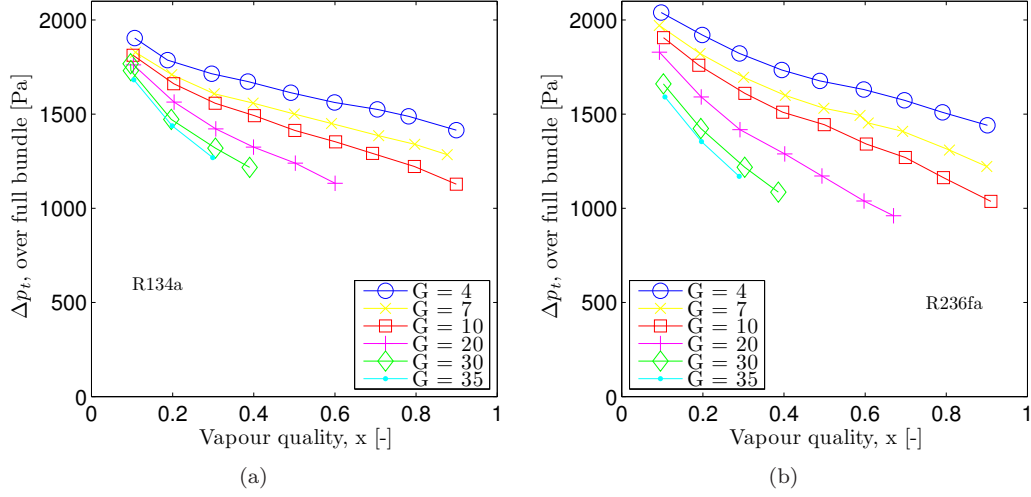 2000
1500
1000
500
0
Δp_t, over full bundle [Pa]
R134a
G = 4
G = 7
G = 10
G = 20
G = 30
G = 35
0 0.2 0.4 0.6 0.8 1
Vapour quality, x [-]
(a)
2000
1500
1000
500
0
Δp_t, over full bundle [Pa]
R236fa
G = 4
G = 7
G = 10
G = 20
G = 30
G = 35
0 0.2 0.4 0.6 0.8 1
Vapour quality, x [-]
(b)